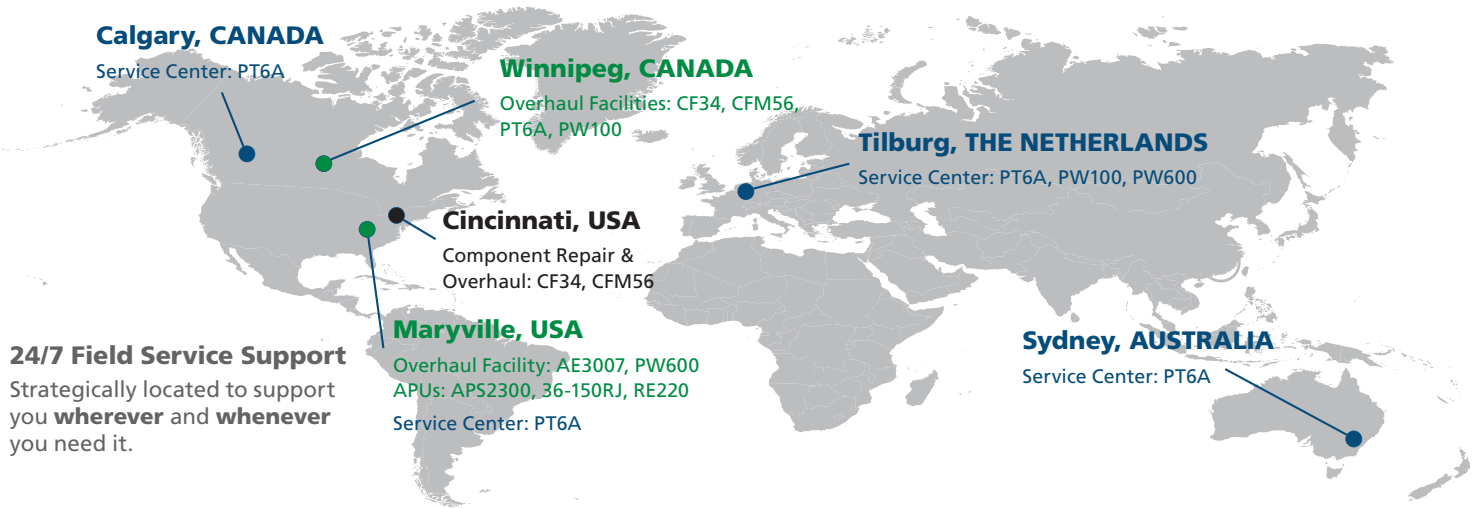 Calgary, CANADA
Service Center: PT6A
Winnipeg, CANADA
Overhaul Facilities: CF34, CFM56,
PT6A, PW100
Tilburg, THE NETHERLANDS
Service Center: PT6A, PW100, PW600
Cincinnati, USA
Component Repair &
Overhaul: CF34, CFM56
Maryville, USA
Overhaul Facility: AE3007, PW600
APUs: APS2300, 36-150RJ, RE220
Service Center: PT6A
Sydney, AUSTRALIA
Service Center: PT6A
24/7 Field Service Support
Strategically located to support
you wherever and whenever
you need it.